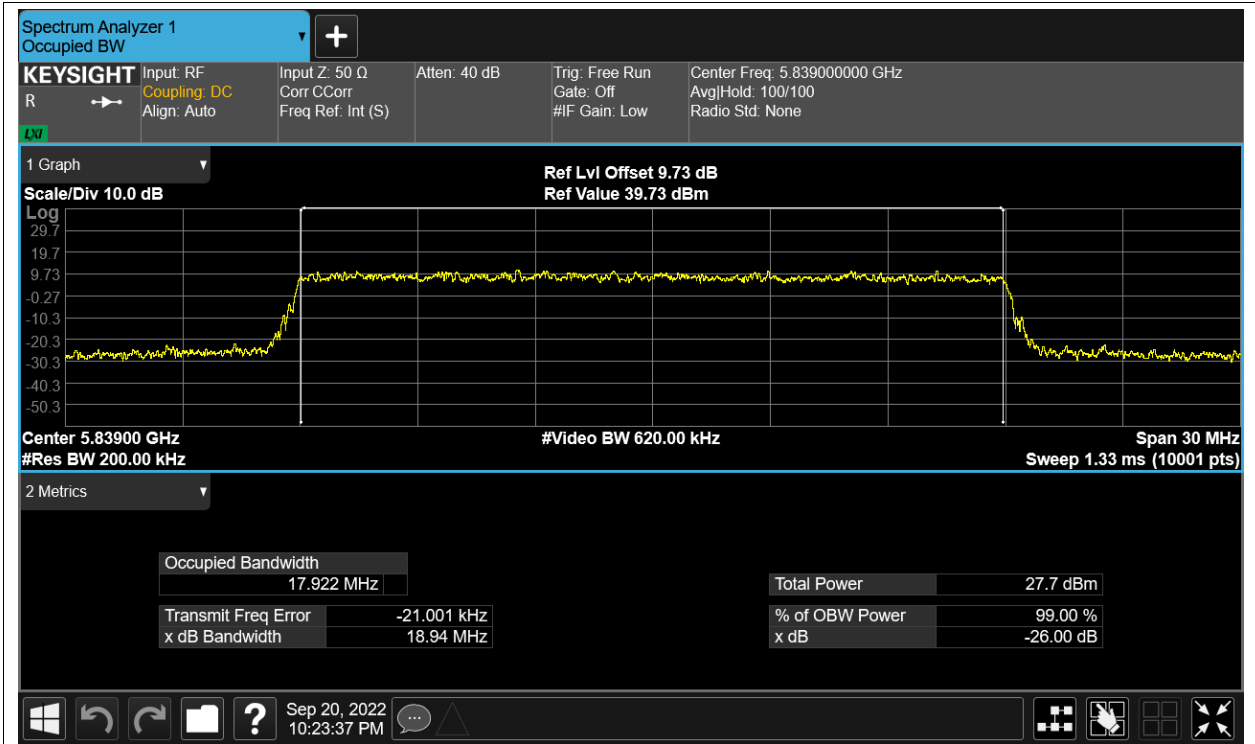 Spectrum Analyzer 1
Occupied BW
KEYSIGHT
R
LXI
Input: RF
Coupling: DC
Align: Auto
Input Z: 50 Ω
Corr CCorr
Freq Ref: Int (S)
Atten: 40 dB
Trig: Free Run
Gate: Off
#IF Gain: Low
Center Freq: 5.839000000 GHz
Avg|Hold: 100/100
Radio Std: None
1 Graph
Scale/Div 10.0 dB
Ref Lvl Offset 9.73 dB
Ref Value 39.73 dBm
Log
29.7
19.7
9.73
-0.27
-10.3
-20.3
-30.3
-40.3
-50.3
Center 5.83900 GHz
#Video BW 620.00 kHz
Span 30 MHz
#Res BW 200.00 kHz
Sweep 1.33 ms (10001 pts)
2 Metrics
Occupied Bandwidth
17.922 MHz
Total Power 27.7 dBm
Transmit Freq Error -21.001 kHz
% of OBW Power 99.00 %
x dB Bandwidth 18.94 MHz
x dB -26.00 dB
?
Sep 20, 2022
10:23:37 PM